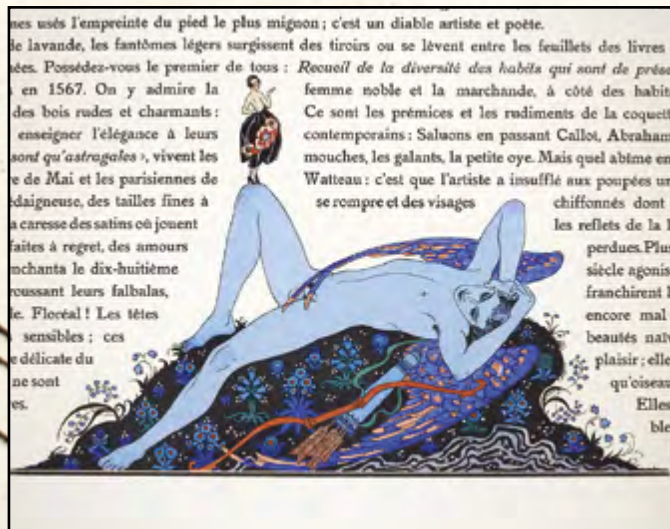 nes usés l'empreinte du pied le plus mignon ; c'est un diable artiste et poète.
de lavande, les fantômes légers surgissent des tiroirs ou se lèvent entre les feuillets des livres
nées. Possédez-vous le premier de tous : Recueil de la diversité des habits qui sont de prése
en 1567. On y admire la femme noble et la marchande, à côté des habit
des bois rudes et charmants : Ce sont les prémices et les rudiments de la coquett
enseigner l'élégance à leurs contemporains : Saluons en passant Callot, Abraham
sont qu'astragales », vivent les mouches, les galants, la petite oye. Mais quel abîme en
re de Mai et les parisiennes de Watteau : c'est que l'artiste a insufflé aux poupées un
édaigneuse, des tailles fines à se rompre et des visages chiffonnés dont
a caresse des satins où jouent les reflets de la l
faites à regret, des amours perdues. Plus
nchanta le dix-huitième siècle agonis
roussant leurs falbalas, franchirent l
le. Floréal ! Les têtes encore mal
sensibles ; ces beautés naïv
e délicate du plaisir ; elle
ne sont qu'oiseau
es. Elles
ble